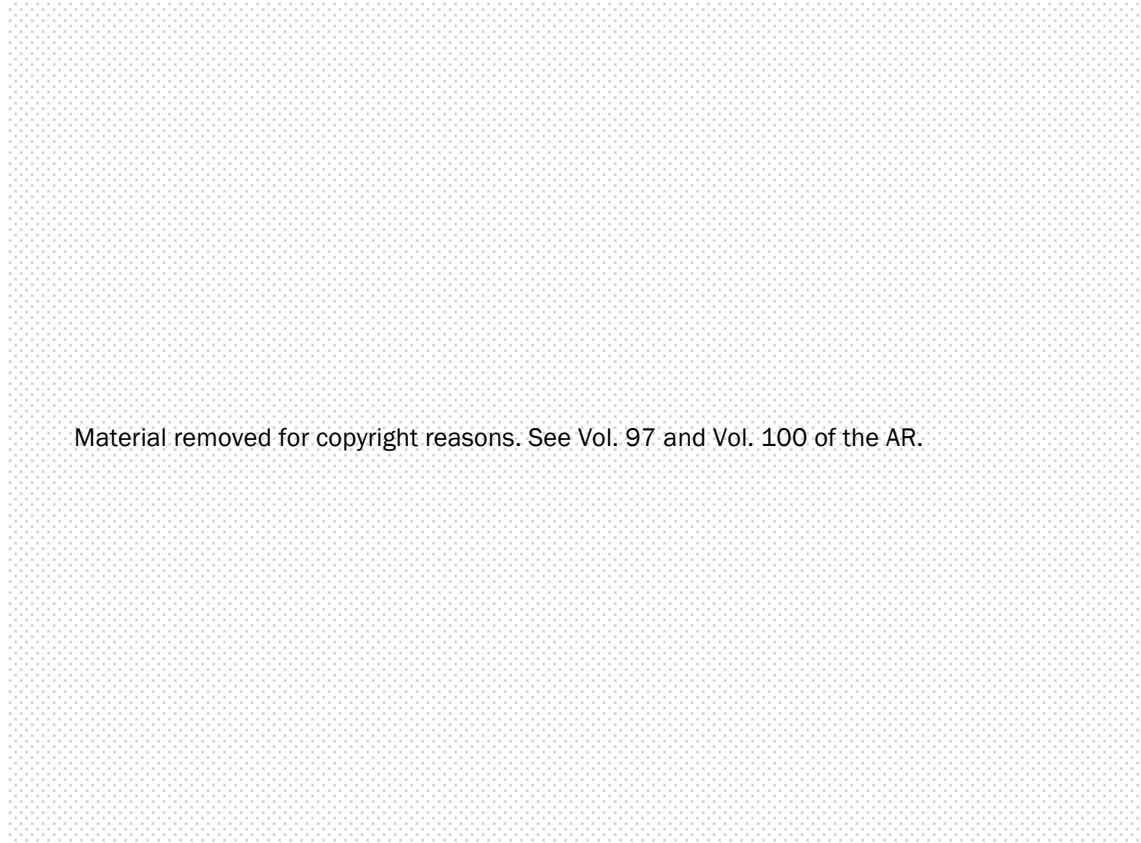 Material removed for copyright reasons. See Vol. 97 and Vol. 100 of the AR.